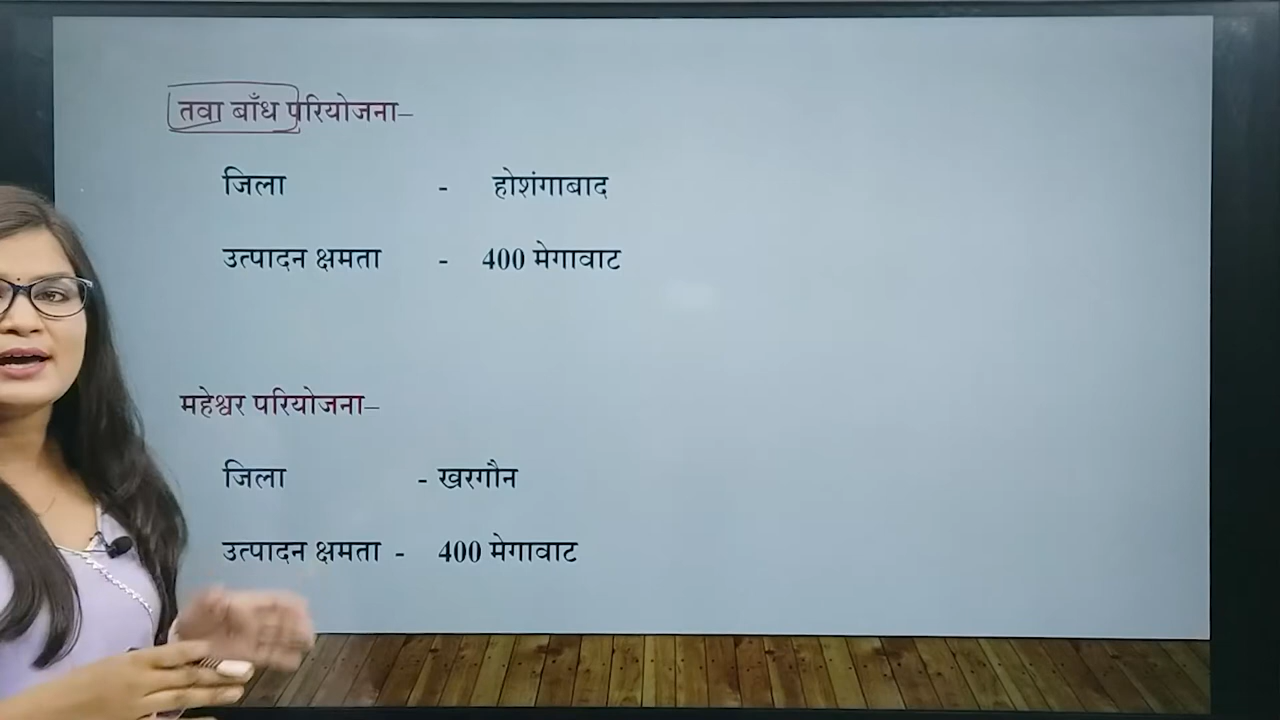 तवा बाँध परियोजना–
जिला - होशंगाबाद
उत्पादन क्षमता - 400 मेगावाट
महेश्वर परियोजना–
जिला - खरगौन
उत्पादन क्षमता - 400 मेगावाट